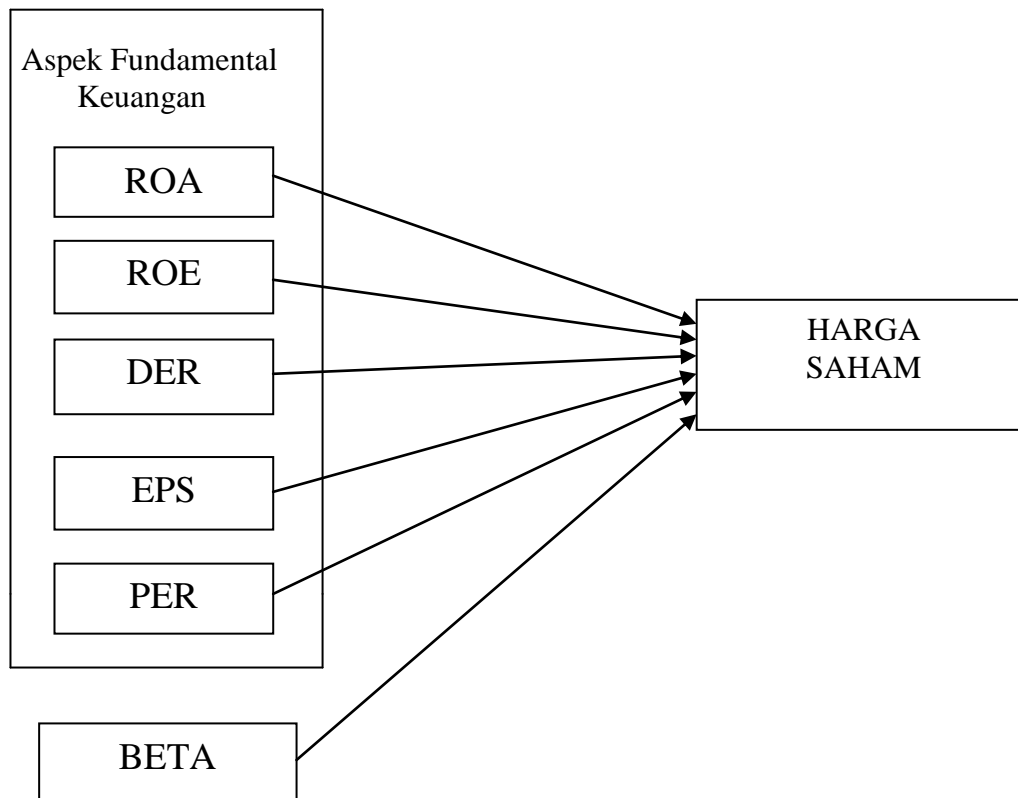 Aspek Fundamental
Keuangan
ROA
ROE
DER
EPS
PER
BETA
HARGA
SAHAM